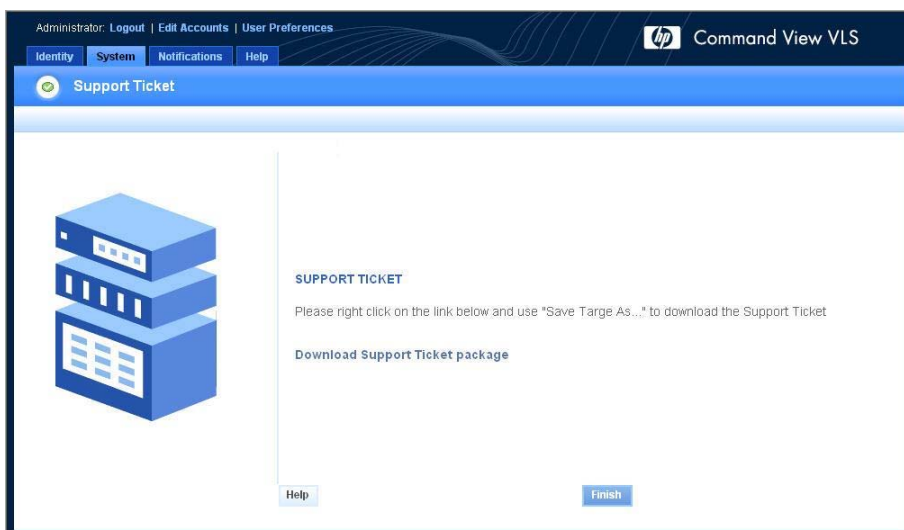 Administrator: Logout | Edit Accounts | User Preferences
hp Command View VLS
Identity System Notifications Help
Support Ticket
SUPPORT TICKET
Please right click on the link below and use "Save Targe As..." to download the Support Ticket
Download Support Ticket package
Help Finish